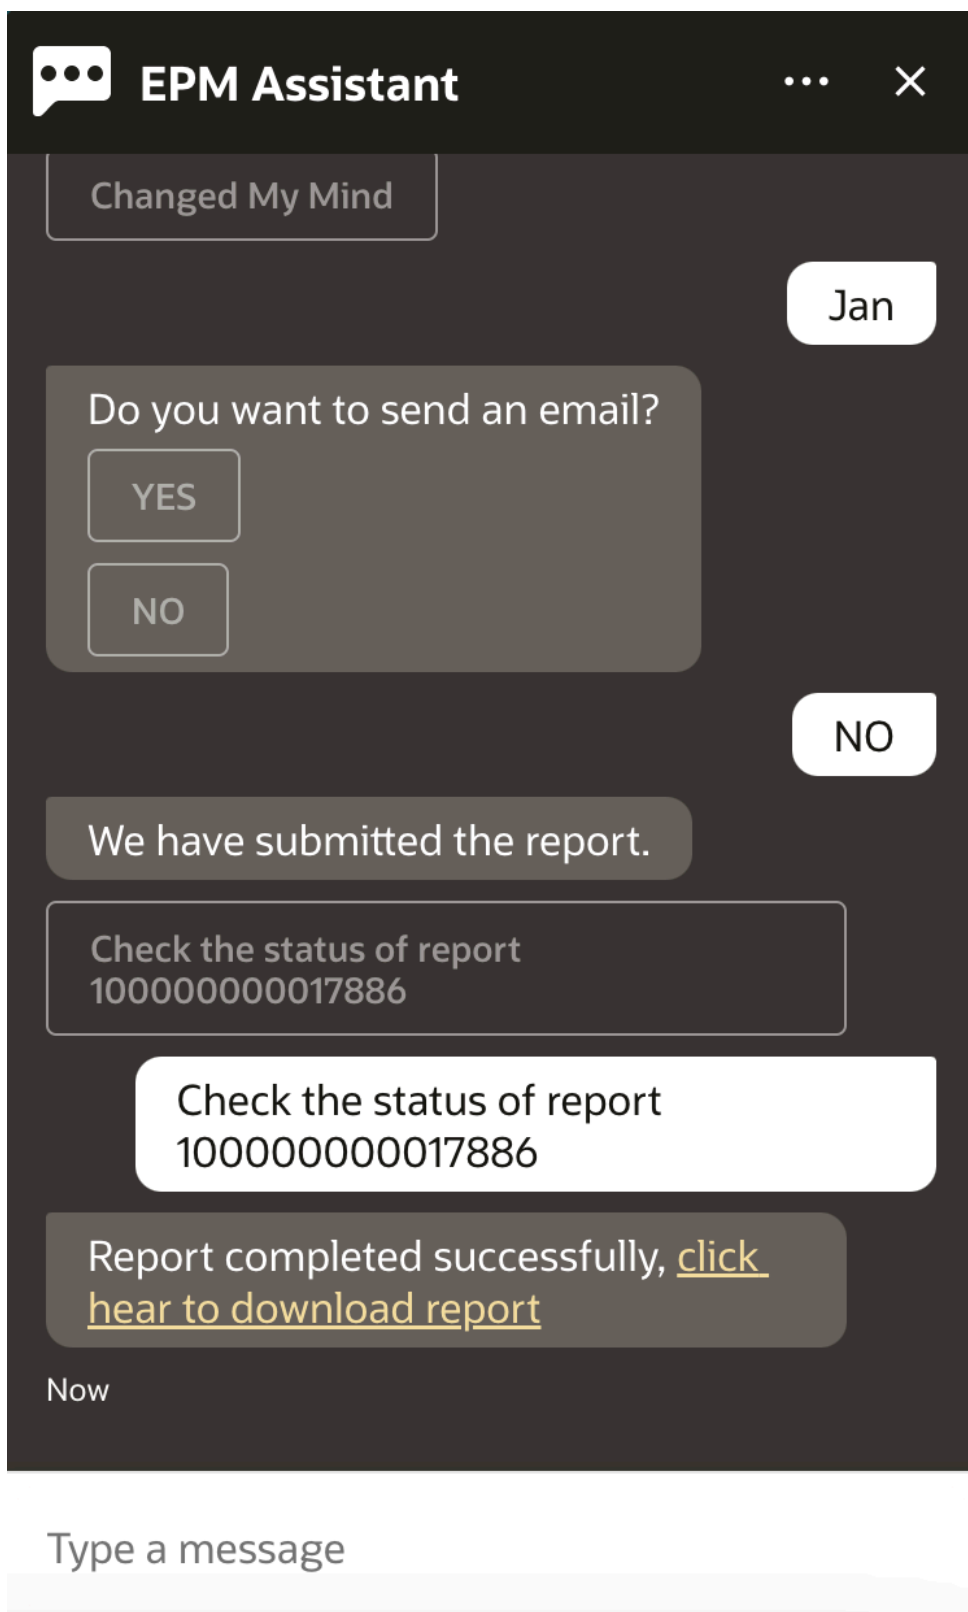 EPM Assistant
Changed My Mind
Jan
Do you want to send an email?
YES
NO
NO
We have submitted the report.
Check the status of report
100000000017886
Check the status of report
100000000017886
Report completed successfully, click
hear to download report
Now
Type a message